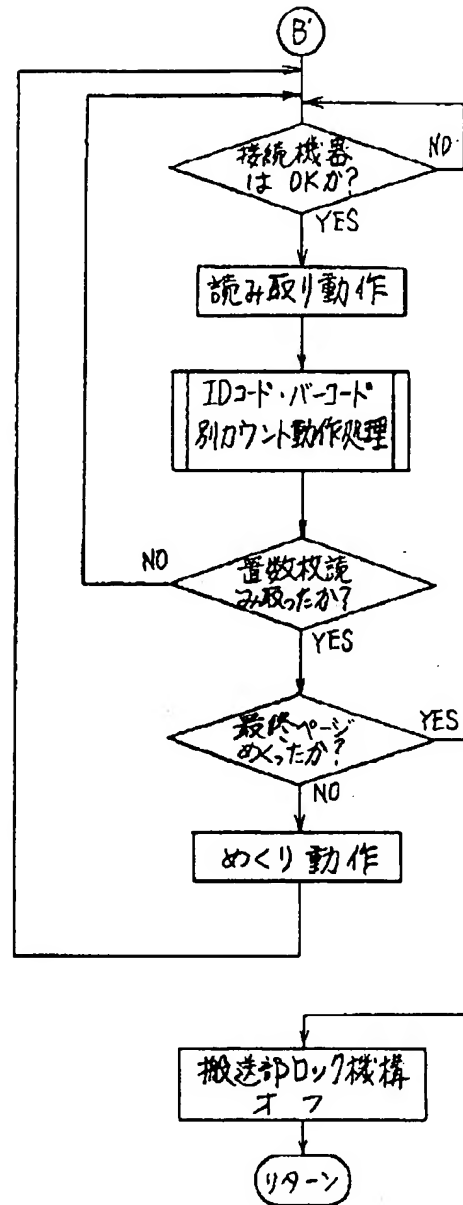 B'
接続機器
は OKか?
NO
YES
読み取り動作
IDコード・バーコード
別カウント動作処理
NO
置数枚読
み取ったか?
YES
最終ページ
めくったか?
YES
NO
めくり動作
搬送部ロック機構
オフ
リターン